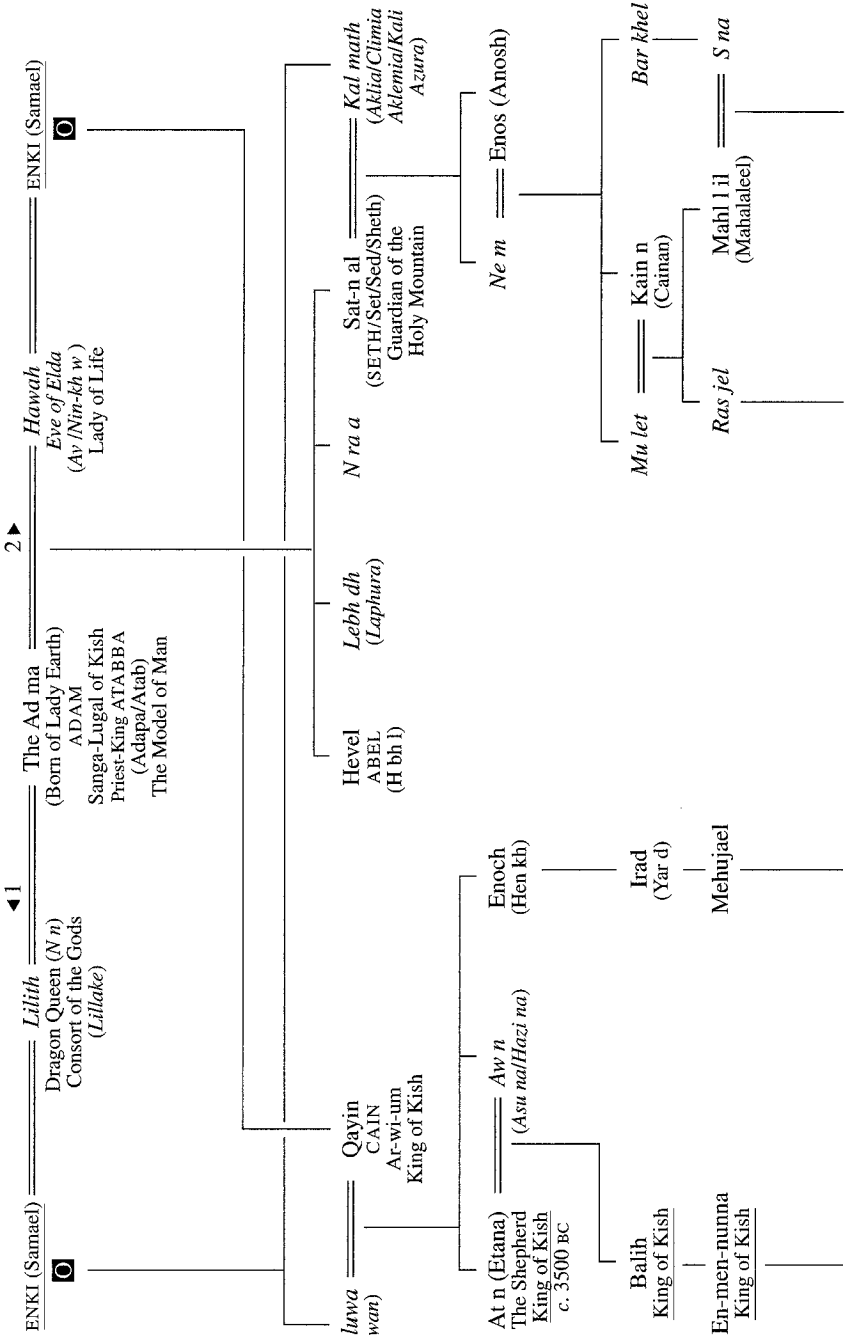 ENKI (Samael)
O
Lilith
Dragon Queen (N n)
Consort of the Gods
(Lillake)
◄1
The Ad ma
(Born of Lady Earth)
ADAM
Sanga-Lugal of Kish
Priest-King ATABBA
(Adapa/Atab)
The Model of Man
2►
Hawah
Eve of Elda
(Av /Nin-kh w )
Lady of Life
ENKI (Samael)
O
luwa
wan)
Qayin
CAIN
Ar-wi-um
King of Kish
Hevel
ABEL
(H bh l)
Lebh dh
(Laphura)
N ra a
Sat-n al
(SETH/Set/Sed/Sheth)
Guardian of the
Holy Mountain
Kal math
(Aklia/Climia
Aklemia/Kali
Azura)
At n (Etana)
The Shepherd
King of Kish
c. 3500 BC
Aw n
(Asu na/Hazi na)
Enoch
(Hen kh)
Ne m
Enos (Anosh)
Balih
King of Kish
Irad
(Yar d)
Mu let
Kain n
(Cainan)
Bar khel
En-men-nunna
King of Kish
Mehujael
Ras jel
Mahl l il
(Mahalaleel)
S na